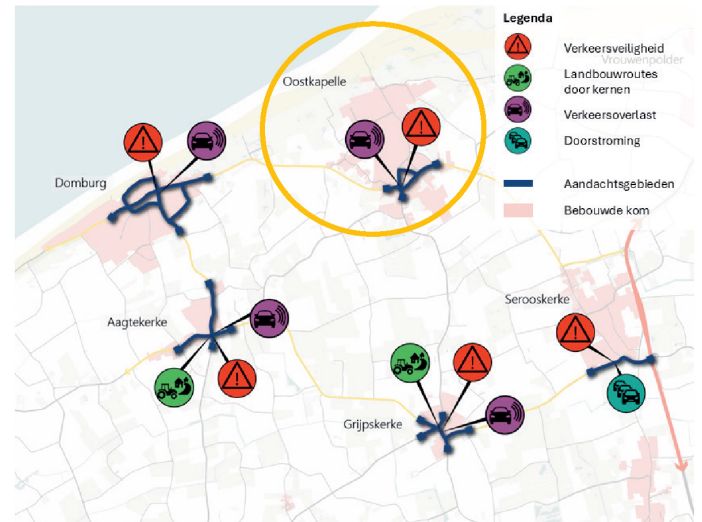 Legenda
Verkeersveiligheid
Vrouwenpolder
Landbouwroutes
door kernen
Verkeersoverlast
Doorstroming
Aandachtsgebieden
Bebouwde kom
Oostkapelle
Domburg
Serooskerke
Aagtekerke
Grijpskerke